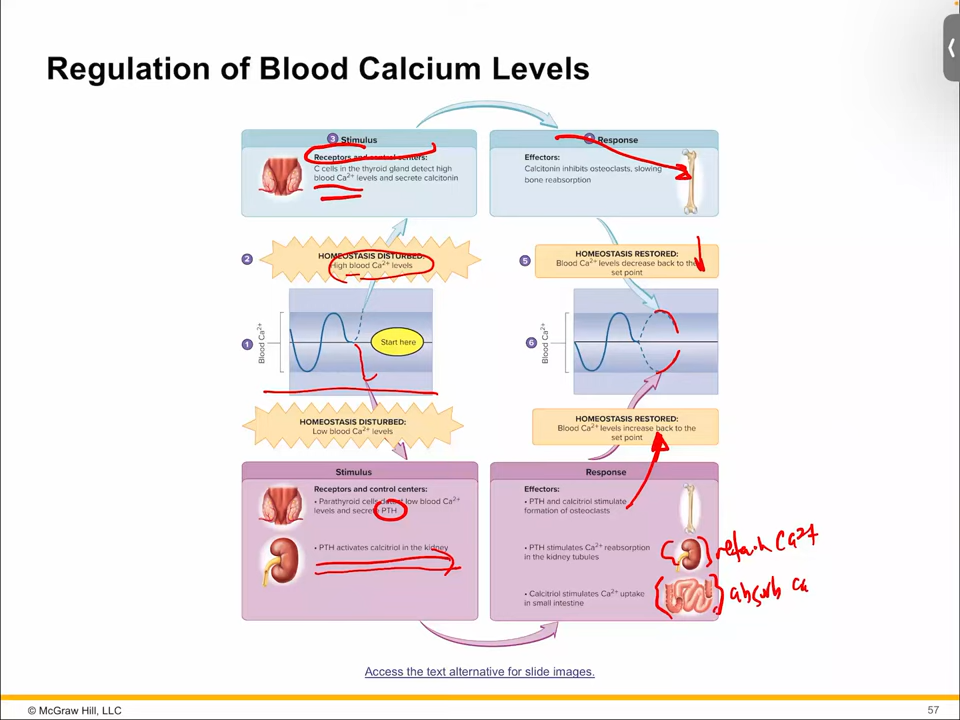 Regulation of Blood Calcium Levels
3 Stimulus
Receptors and control centers:
C cells in the thyroid gland detect high
blood Ca2+ levels and secrete calcitonin
Response
Effectors:
Calcitonin inhibits osteoclasts, slowing
bone reabsorption
2
HOMEOSTASIS DISTURBED:
High blood Ca2+ levels
5
HOMEOSTASIS RESTORED:
Blood Ca2+ levels decrease back to the
set point
1
Blood Ca2+
Start here
6
Blood Ca2+
HOMEOSTASIS DISTURBED:
Low blood Ca2+ levels
HOMEOSTASIS RESTORED:
Blood Ca2+ levels increase back to the
set point
Stimulus
Receptors and control centers:
• Parathyroid cells detect low blood Ca2+
levels and secrete PTH
• PTH activates calcitriol in the kidney
Response
Effectors:
• PTH and calcitriol stimulate
formation of osteoclasts
• PTH stimulates Ca2+ reabsorption
in the kidney tubules
retain Ca2+
• Calcitriol stimulates Ca2+ uptake
in small intestine
absorb Ca
Access the text alternative for slide images.
© McGraw Hill, LLC
57